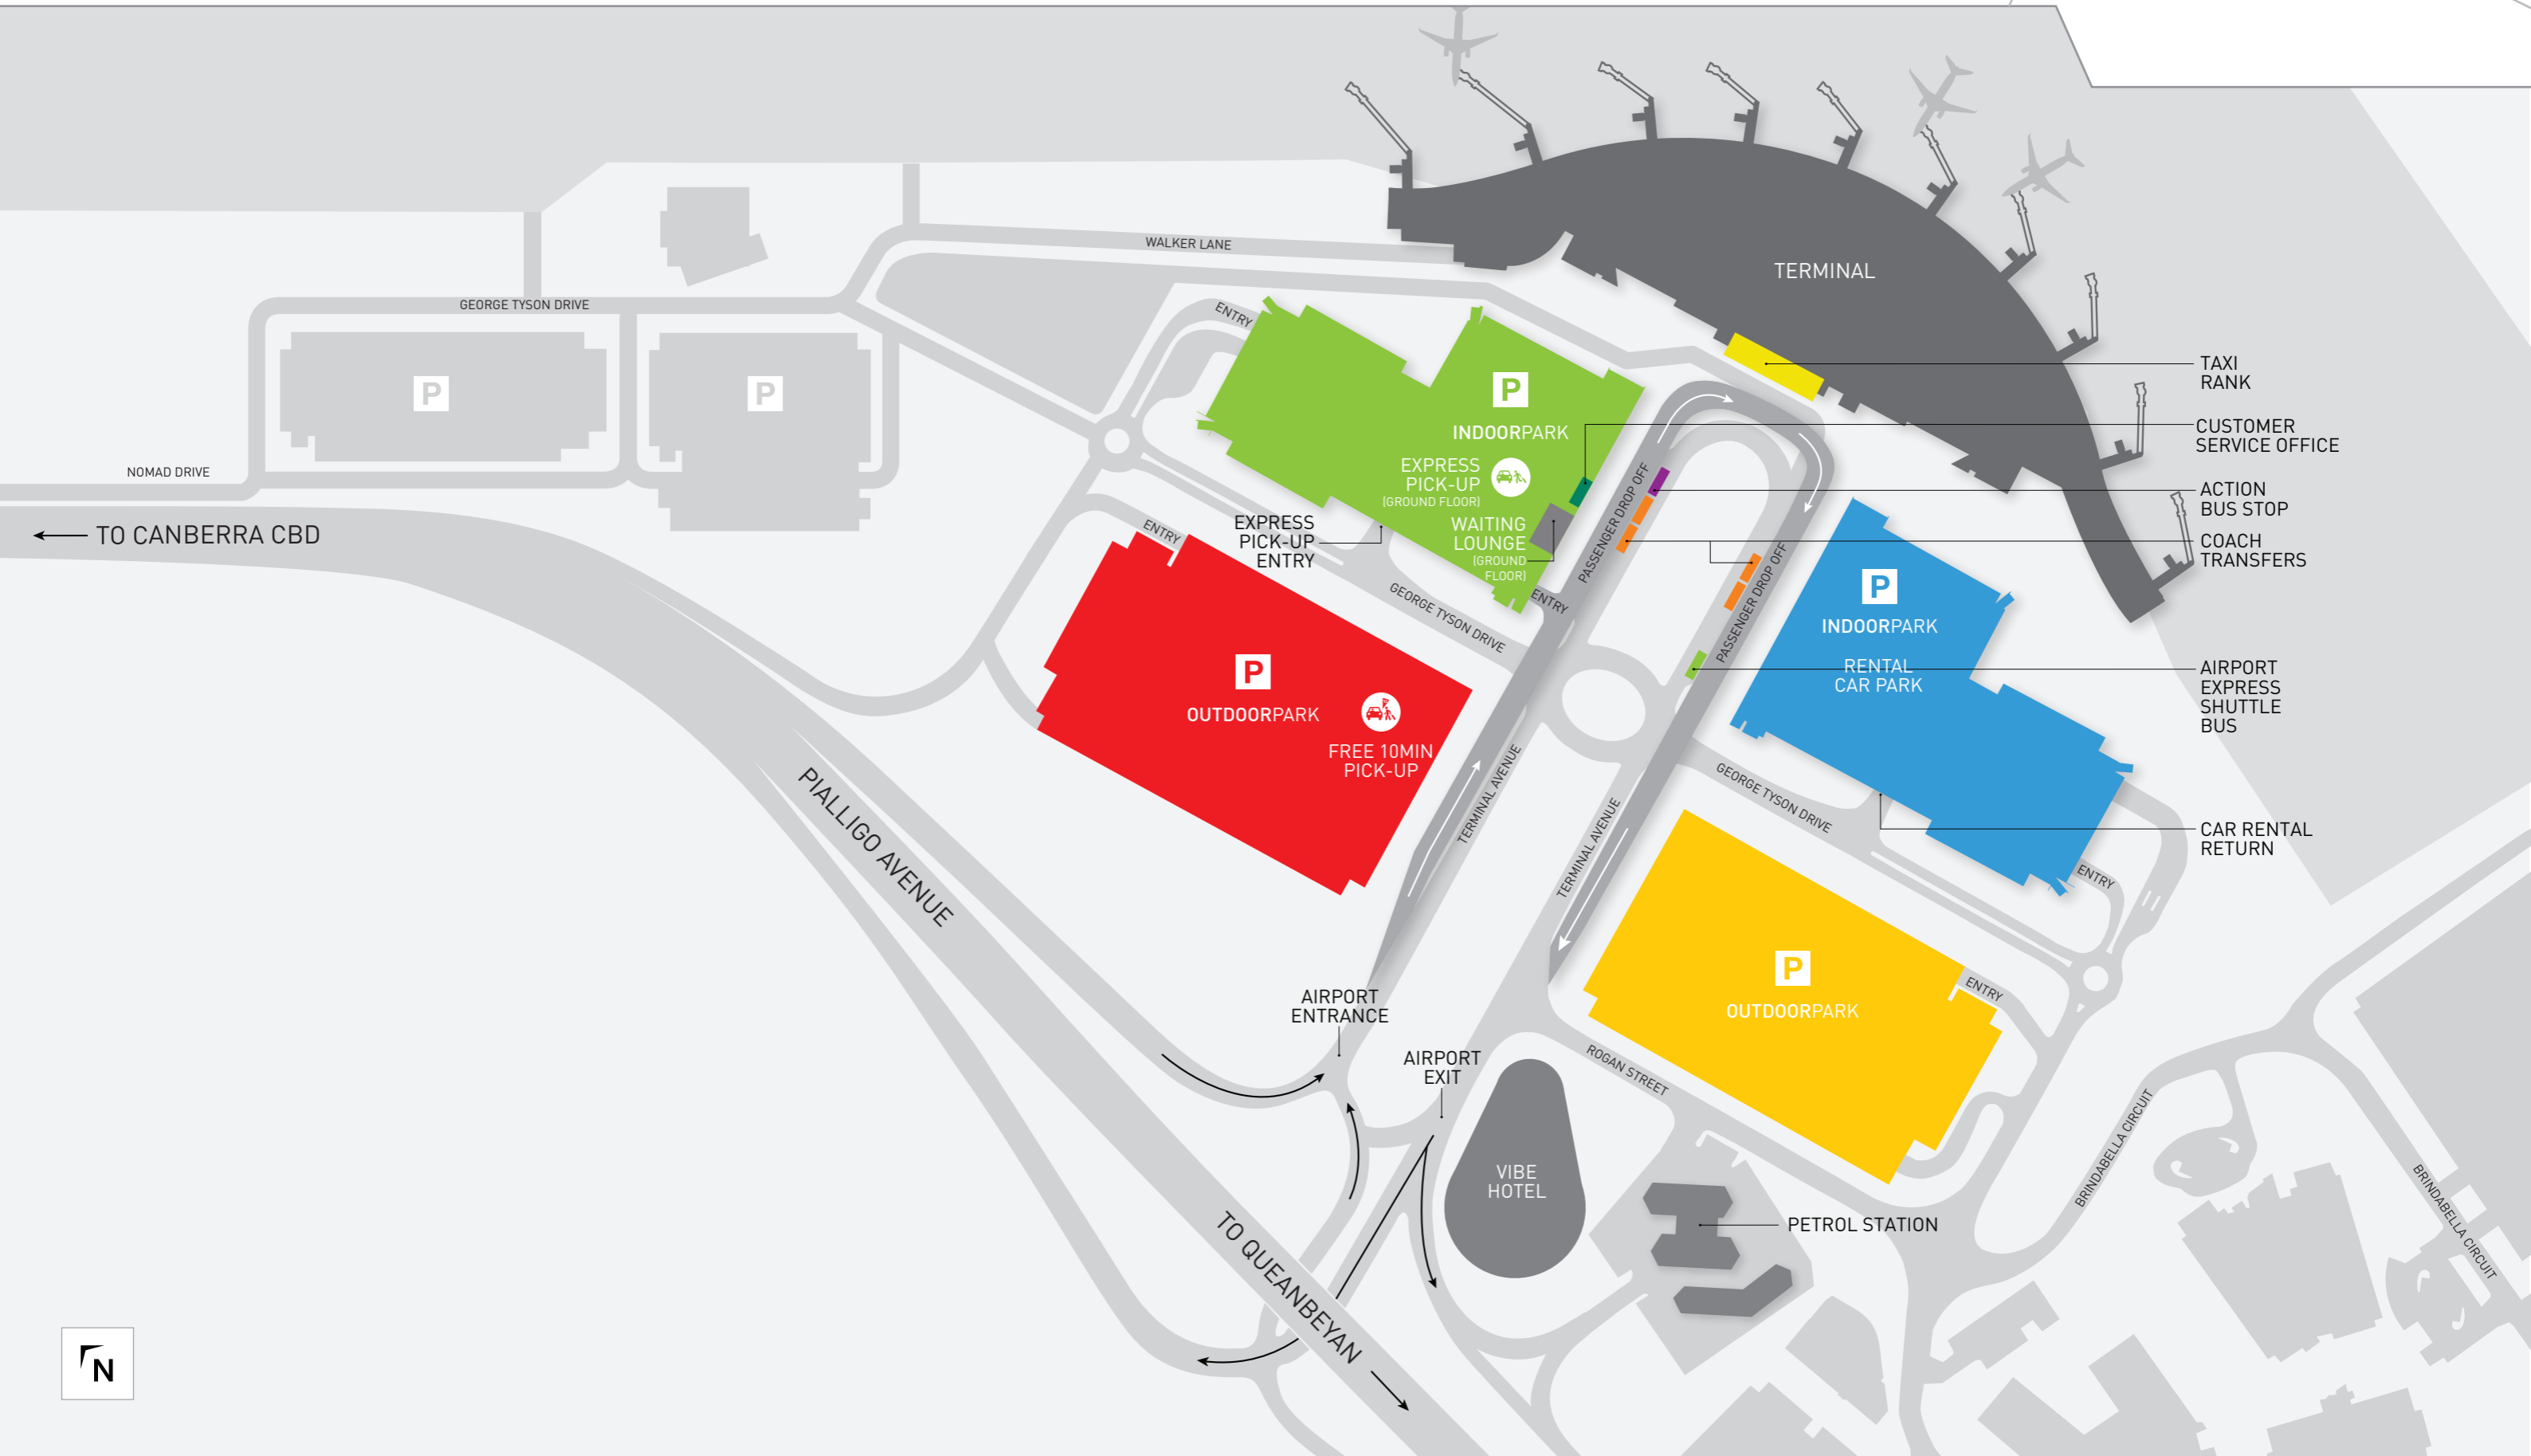 WALKER LANE
TERMINAL
GEORGE TYSON DRIVE
ENTRY
TAXI
RANK
P
P
P
INDOORPARK
CUSTOMER
SERVICE OFFICE
EXPRESS
PICK-UP
(GROUND FLOOR)
NOMAD DRIVE
PASSENGER DROP OFF
ACTION
BUS STOP
WAITING
LOUNGE
(GROUND
FLOOR)
EXPRESS
PICK-UP
ENTRY
ENTRY
TO CANBERRA CBD
COACH
TRANSFERS
PASSENGER DROP OFF
P
INDOORPARK
RENTAL
CAR PARK
ENTRY
GEORGE TYSON DRIVE
P
OUTDOORPARK
FREE 10MIN
PICK-UP
P
AIRPORT
EXPRESS
SHUTTLE
BUS
TERMINAL AVENUE
GEORGE TYSON DRIVE
TERMINAL AVENUE
CAR RENTAL
RETURN
PIALLIGO AVENUE
ENTRY
P
OUTDOORPARK
ENTRY
AIRPORT
ENTRANCE
AIRPORT
EXIT
ROGAN STREET
BRINDABELLA CIRCUIT
VIBE
HOTEL
PETROL STATION
BRINDABELLA CIRCUIT
TO QUEANBEYAN
N